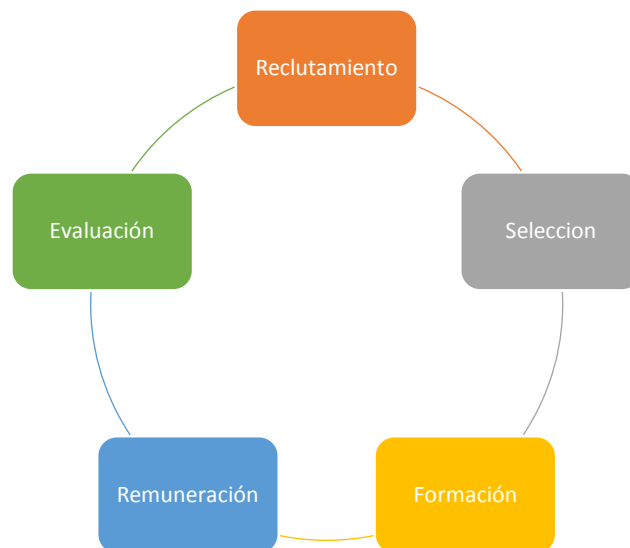 Reclutamiento
Seleccion
Formación
Remuneración
Evaluación